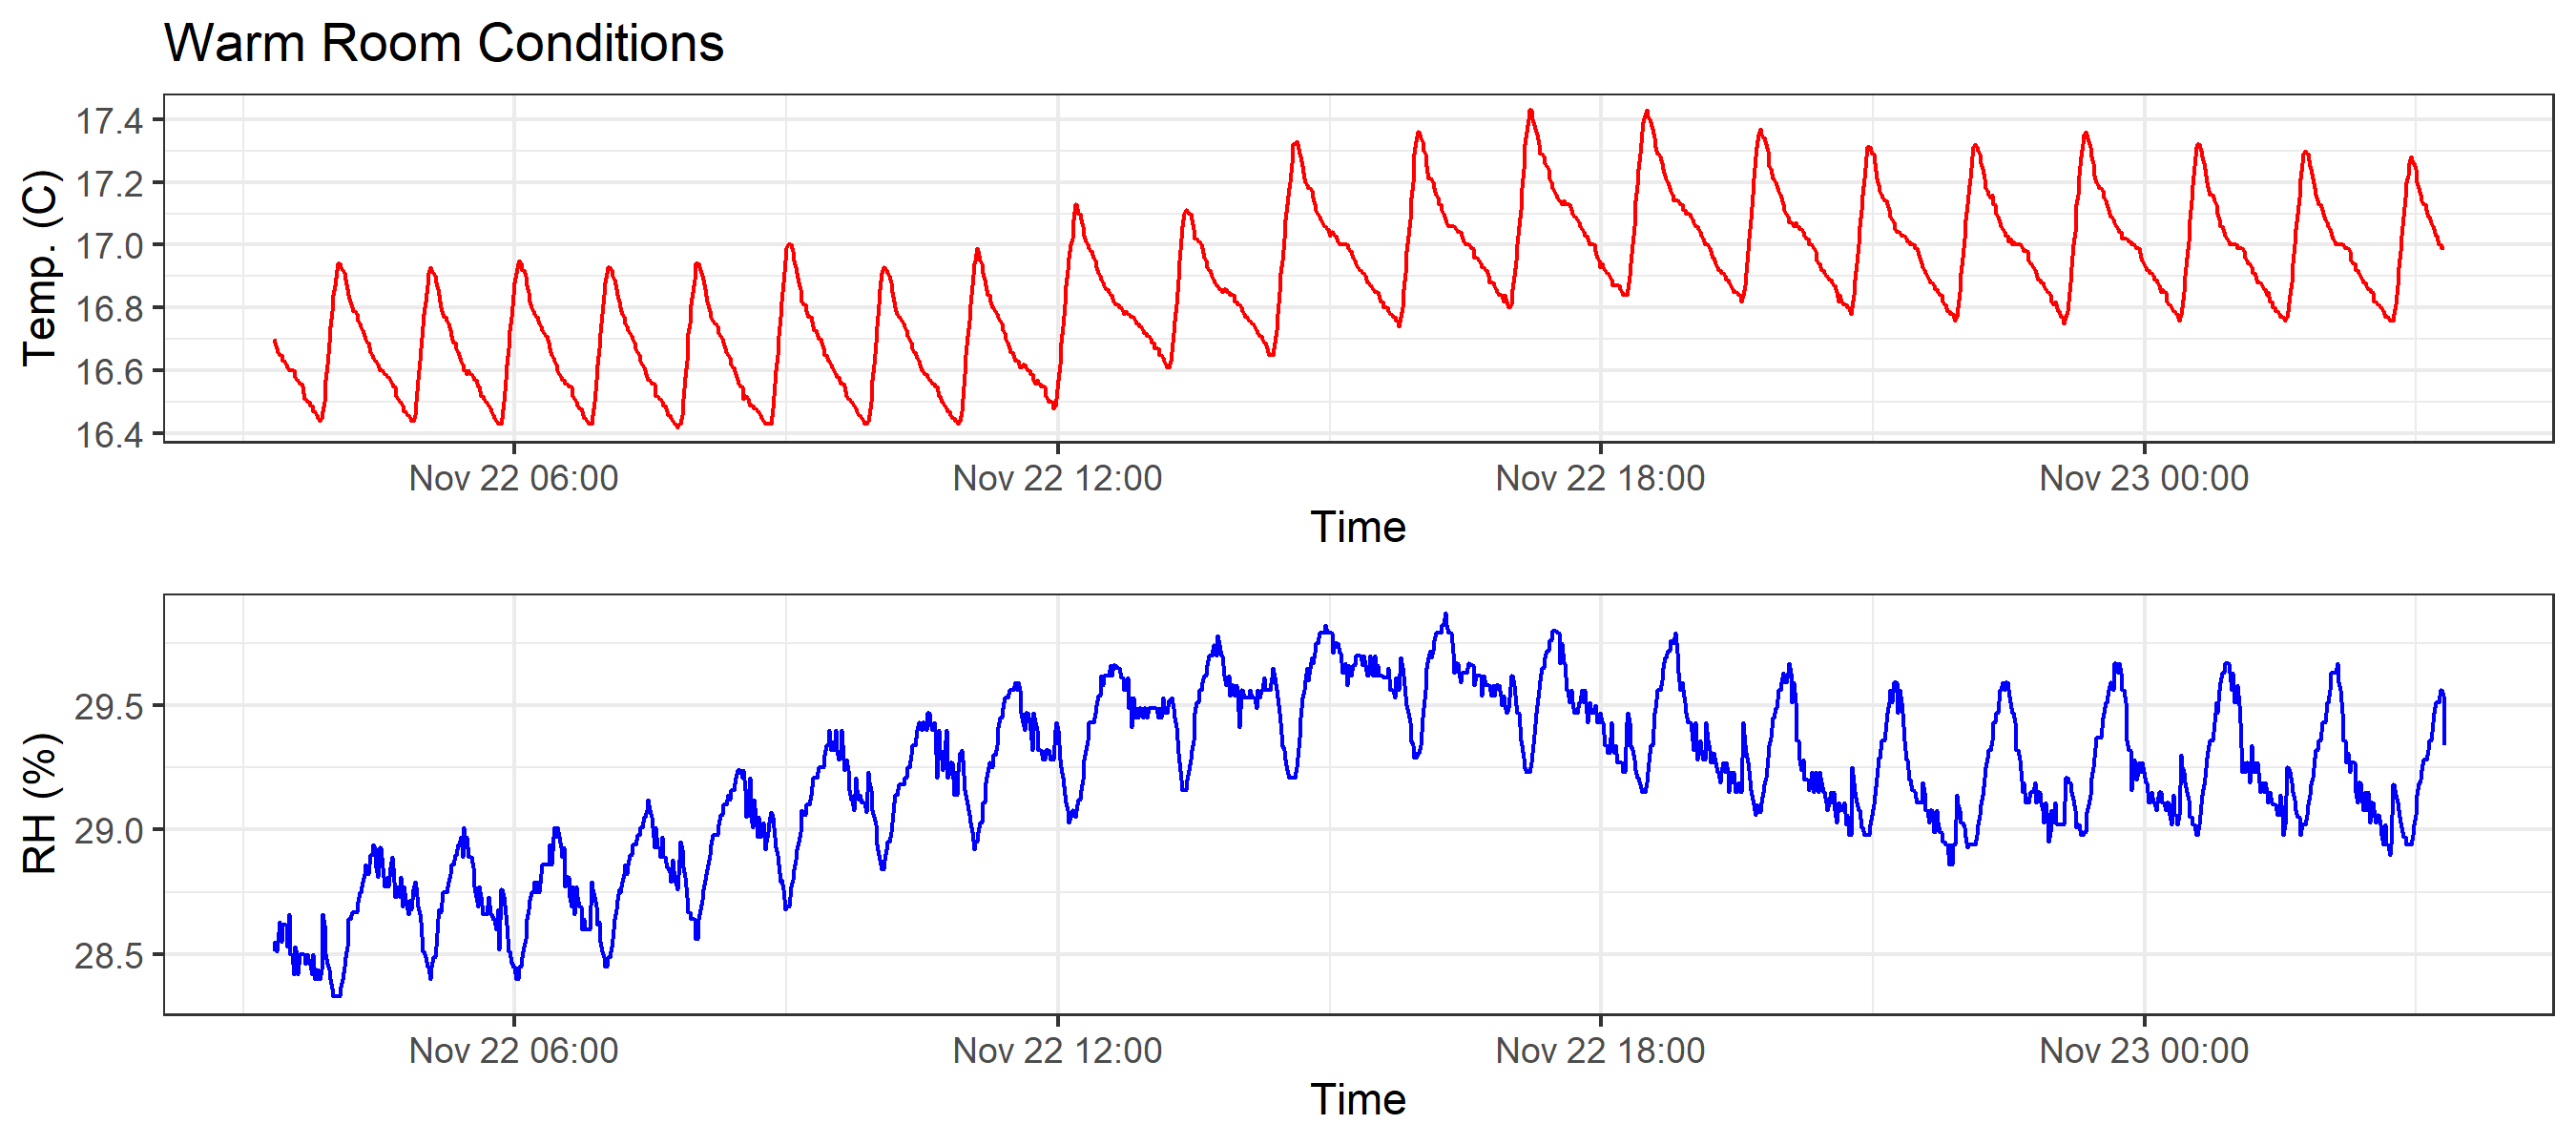 Warm Room Conditions
17.4
17.2
17.0
16.8
16.6
16.4
Temp. (C)
Nov 22 06:00 Nov 22 12:00 Nov 22 18:00 Nov 23 00:00
Time
29.5
29.0
28.5
RH (%)
Nov 22 06:00 Nov 22 12:00 Nov 22 18:00 Nov 23 00:00
Time